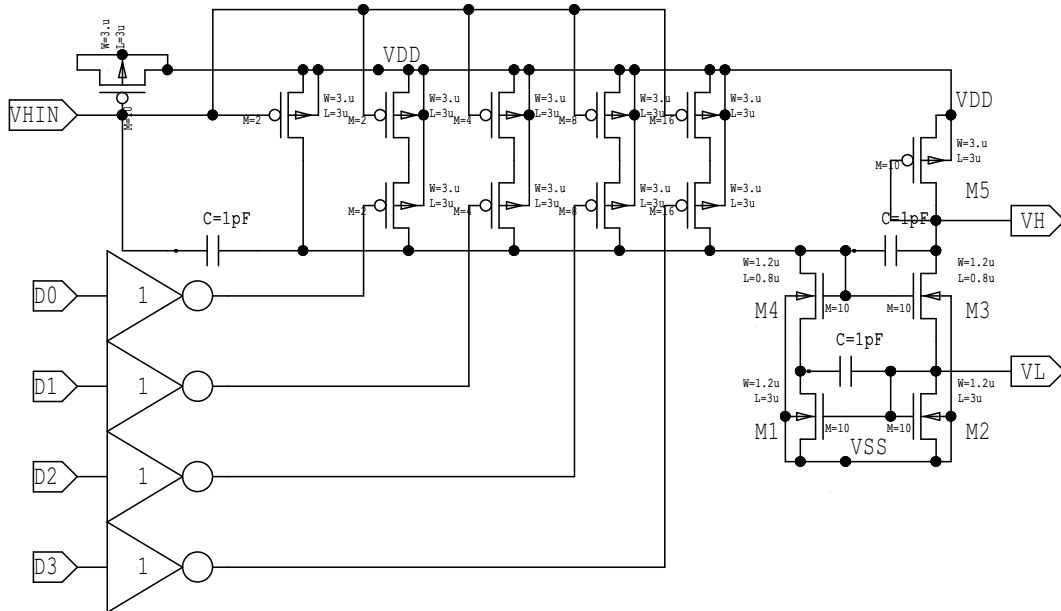 W=3.u
L=3u
VHIN
M=10
VDD
M=2
W=3.u
L=3u
M=2
W=3.u
L=3u
M=4
W=3.u
L=3u
M=8
W=3.u
L=3u
M=16
W=3.u
L=3u
VDD
M=10
W=3.u
L=3u
M5
M=2
W=3.u
L=3u
M=4
W=3.u
L=3u
M=8
W=3.u
L=3u
M=16
W=3.u
L=3u
C=1pF
C=1pF
VH
W=1.2u
L=0.8u
W=1.2u
L=0.8u
D0
1
M4
M=10
M=10
M3
C=1pF
D1
1
VL
W=1.2u
L=3u
W=1.2u
L=3u
M1
M=10
M=10
M2
VSS
D2
1
D3
1